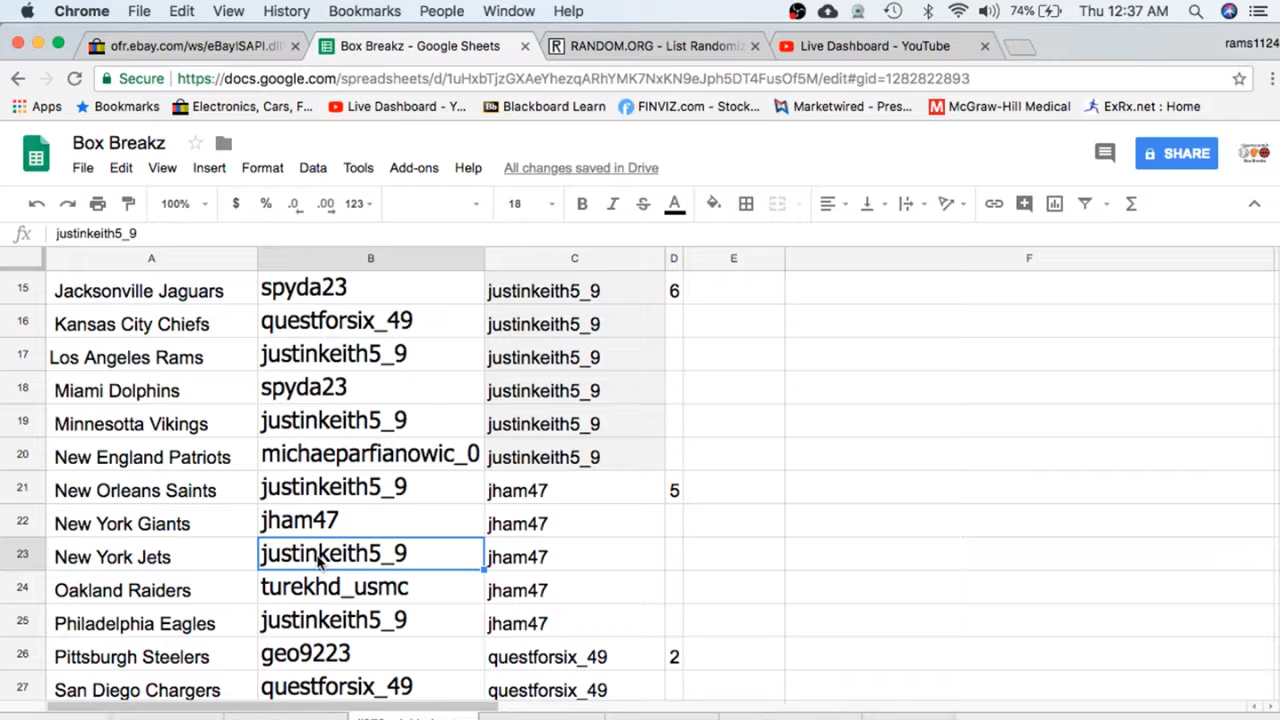 Chrome File Edit View History Bookmarks People Window Help 74% Thu 12:37 AM
ofr.ebay.com/ws/eBayISAPI.dll Box Breakz - Google Sheets RANDOM.ORG - List Randomiz Live Dashboard - YouTube rams1124
Secure https://docs.google.com/spreadsheets/d/1uHxbTjzGXAeYhezqARhYMK7NxKN9eJph5DT4FusOf5M/edit#gid=1282822893
Apps Bookmarks Electronics, Cars, F... Live Dashboard - Y... Bb Blackboard Learn FINVIZ.com - Stock... Marketwired - Pres... M McGraw-Hill Medical ExRx.net : Home
Box Breakz
SHARE
File Edit View Insert Format Data Tools Add-ons Help All changes saved in Drive
100% $ % .0 .00 123 18 B I S A Σ
fx justinkeith5_9
A B C D E F
15 Jacksonville Jaguars spyda23 justinkeith5_9 6
16 Kansas City Chiefs questforsix_49 justinkeith5_9
17 Los Angeles Rams justinkeith5_9 justinkeith5_9
18 Miami Dolphins spyda23 justinkeith5_9
19 Minnesotta Vikings justinkeith5_9 justinkeith5_9
20 New England Patriots michaeparfianowic_0 justinkeith5_9
21 New Orleans Saints justinkeith5_9 jham47 5
22 New York Giants jham47 jham47
23 New York Jets justinkeith5_9 jham47
24 Oakland Raiders turekhd_usmc jham47
25 Philadelphia Eagles justinkeith5_9 jham47
26 Pittsburgh Steelers geo9223 questforsix_49 2
27 San Diego Chargers questforsix_49 questforsix_49